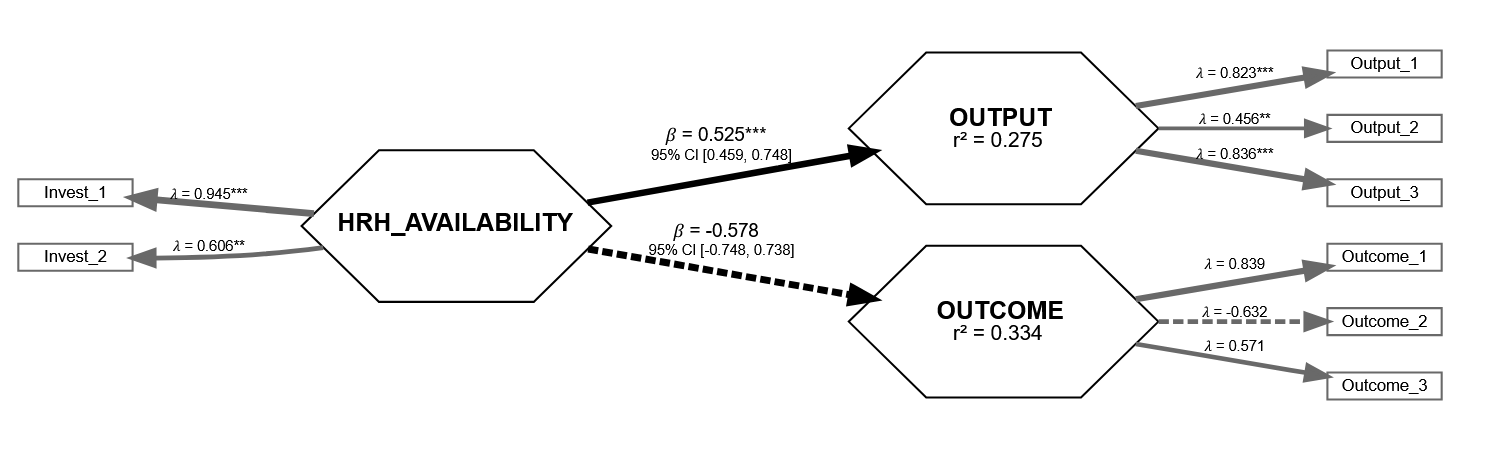 Invest_1
Invest_2
λ = 0.945***
λ = 0.606**
HRH_AVAILABILITY
β = 0.525***
95% CI [0.459, 0.748]
β = -0.578
95% CI [-0.748, 0.738]
OUTPUT
r² = 0.275
OUTCOME
r² = 0.334
λ = 0.823***
λ = 0.456**
λ = 0.836***
λ = 0.839
λ = -0.632
λ = 0.571
Output_1
Output_2
Output_3
Outcome_1
Outcome_2
Outcome_3